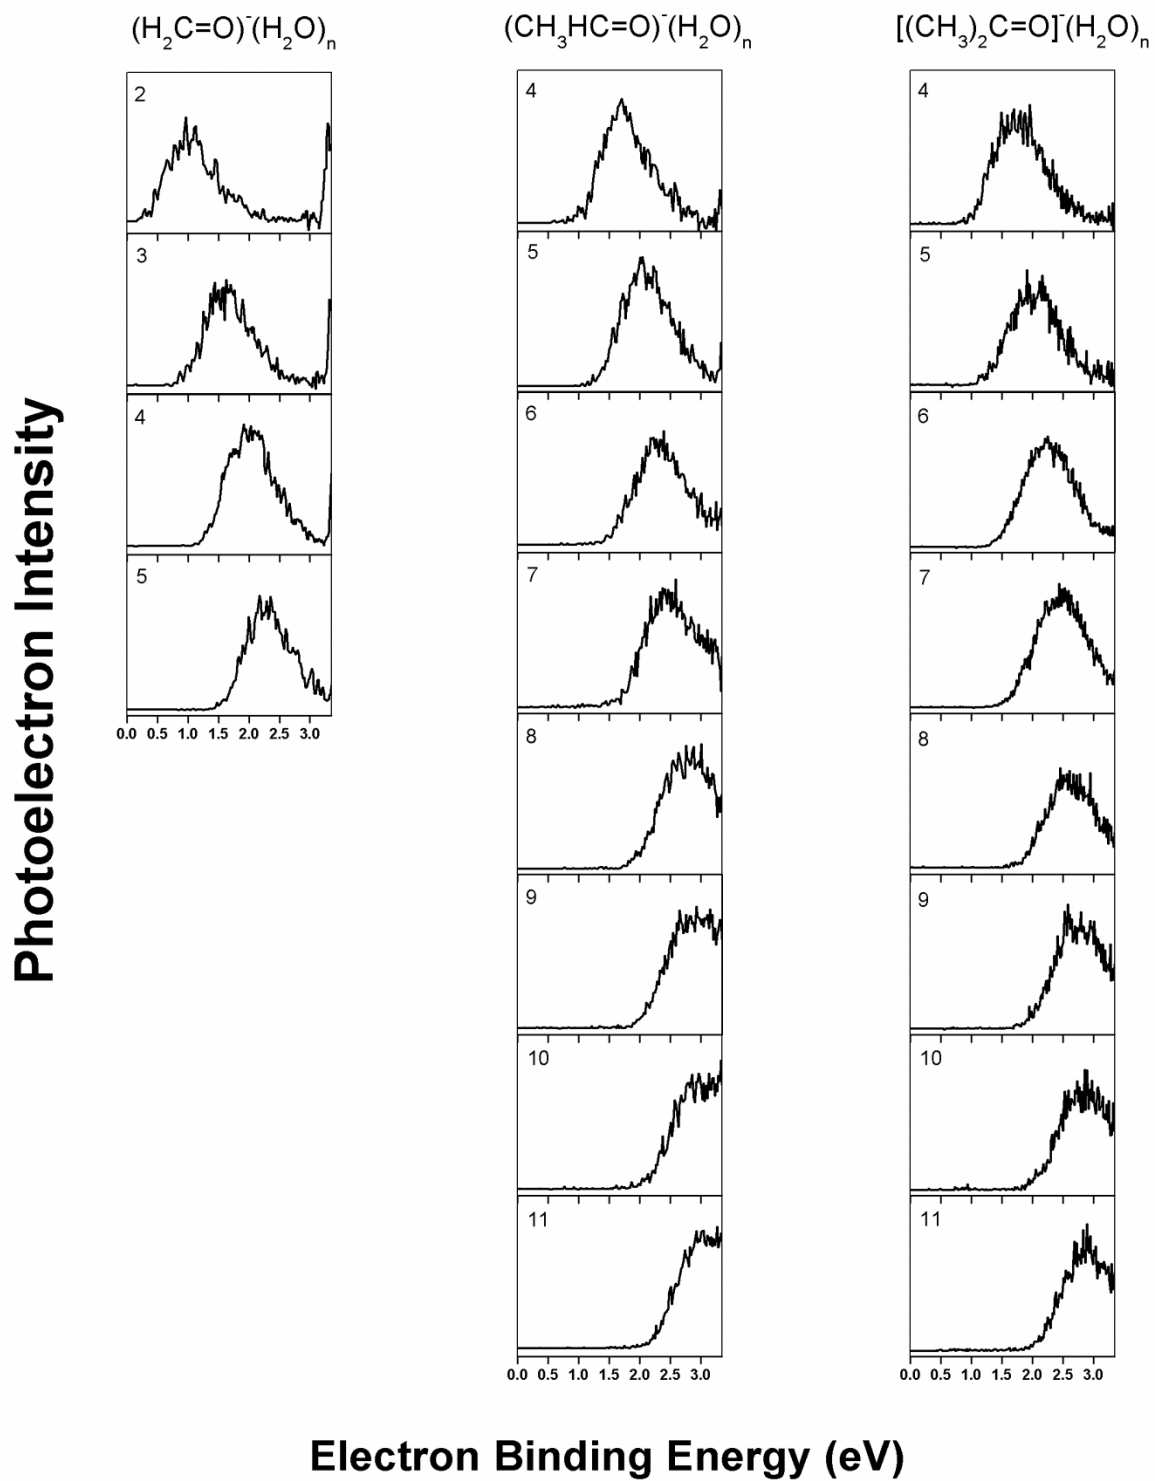 (H₂C=O)⁻(H₂O)ₙ
(CH₃HC=O)⁻(H₂O)ₙ
[(CH₃)₂C=O]⁻(H₂O)ₙ
Photoelectron Intensity
2
3
4
5
0.0 0.5 1.0 1.5 2.0 2.5 3.0
4
5
6
7
8
9
10
11
0.0 0.5 1.0 1.5 2.0 2.5 3.0
4
5
6
7
8
9
10
11
0.0 0.5 1.0 1.5 2.0 2.5 3.0
Electron Binding Energy (eV)